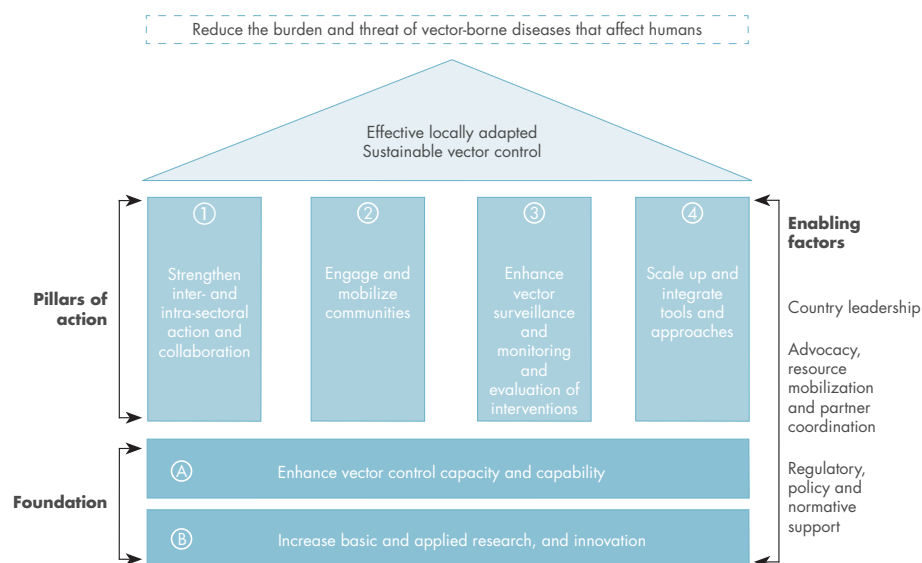 Reduce the burden and threat of vector-borne diseases that affect humans
Effective locally adapted
Sustainable vector control
Pillars of
action
1
Strengthen
inter- and
intra-sectoral
action and
collaboration
2
Engage and
mobilize
communities
3
Enhance
vector
surveillance
and
monitoring
and
evaluation of
interventions
4
Scale up and
integrate
tools and
approaches
Enabling
factors
Country leadership
Advocacy,
resource
mobilization
and partner
coordination
Regulatory,
policy and
normative
support
Foundation
A Enhance vector control capacity and capability
B Increase basic and applied research, and innovation